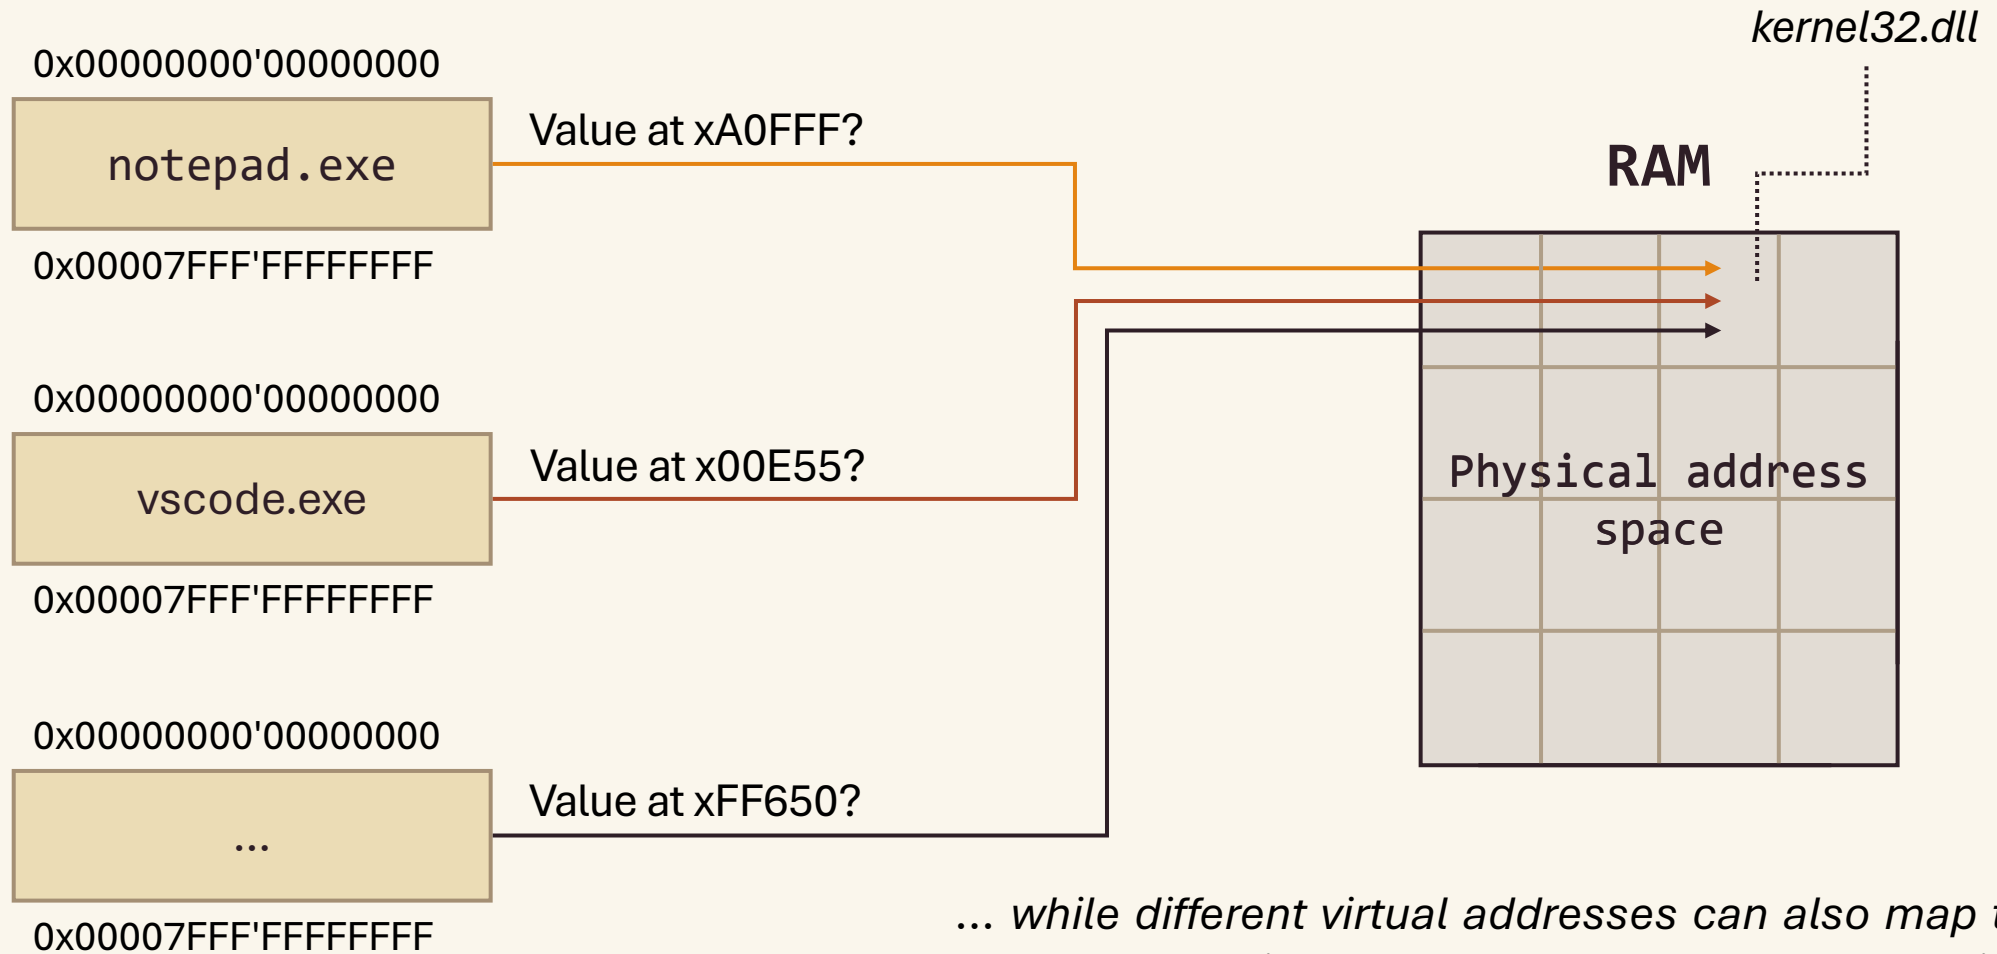 kernel32.dll
0x00000000'00000000
notepad.exe
Value at xA0FFF?
RAM
0x00007FFF'FFFFFFFF
0x00000000'00000000
vscode.exe
Value at x00E55?
Physical address
space
0x00007FFF'FFFFFFFF
0x00000000'00000000
...
Value at xFF650?
0x00007FFF'FFFFFFFF
... while different virtual addresses can also map